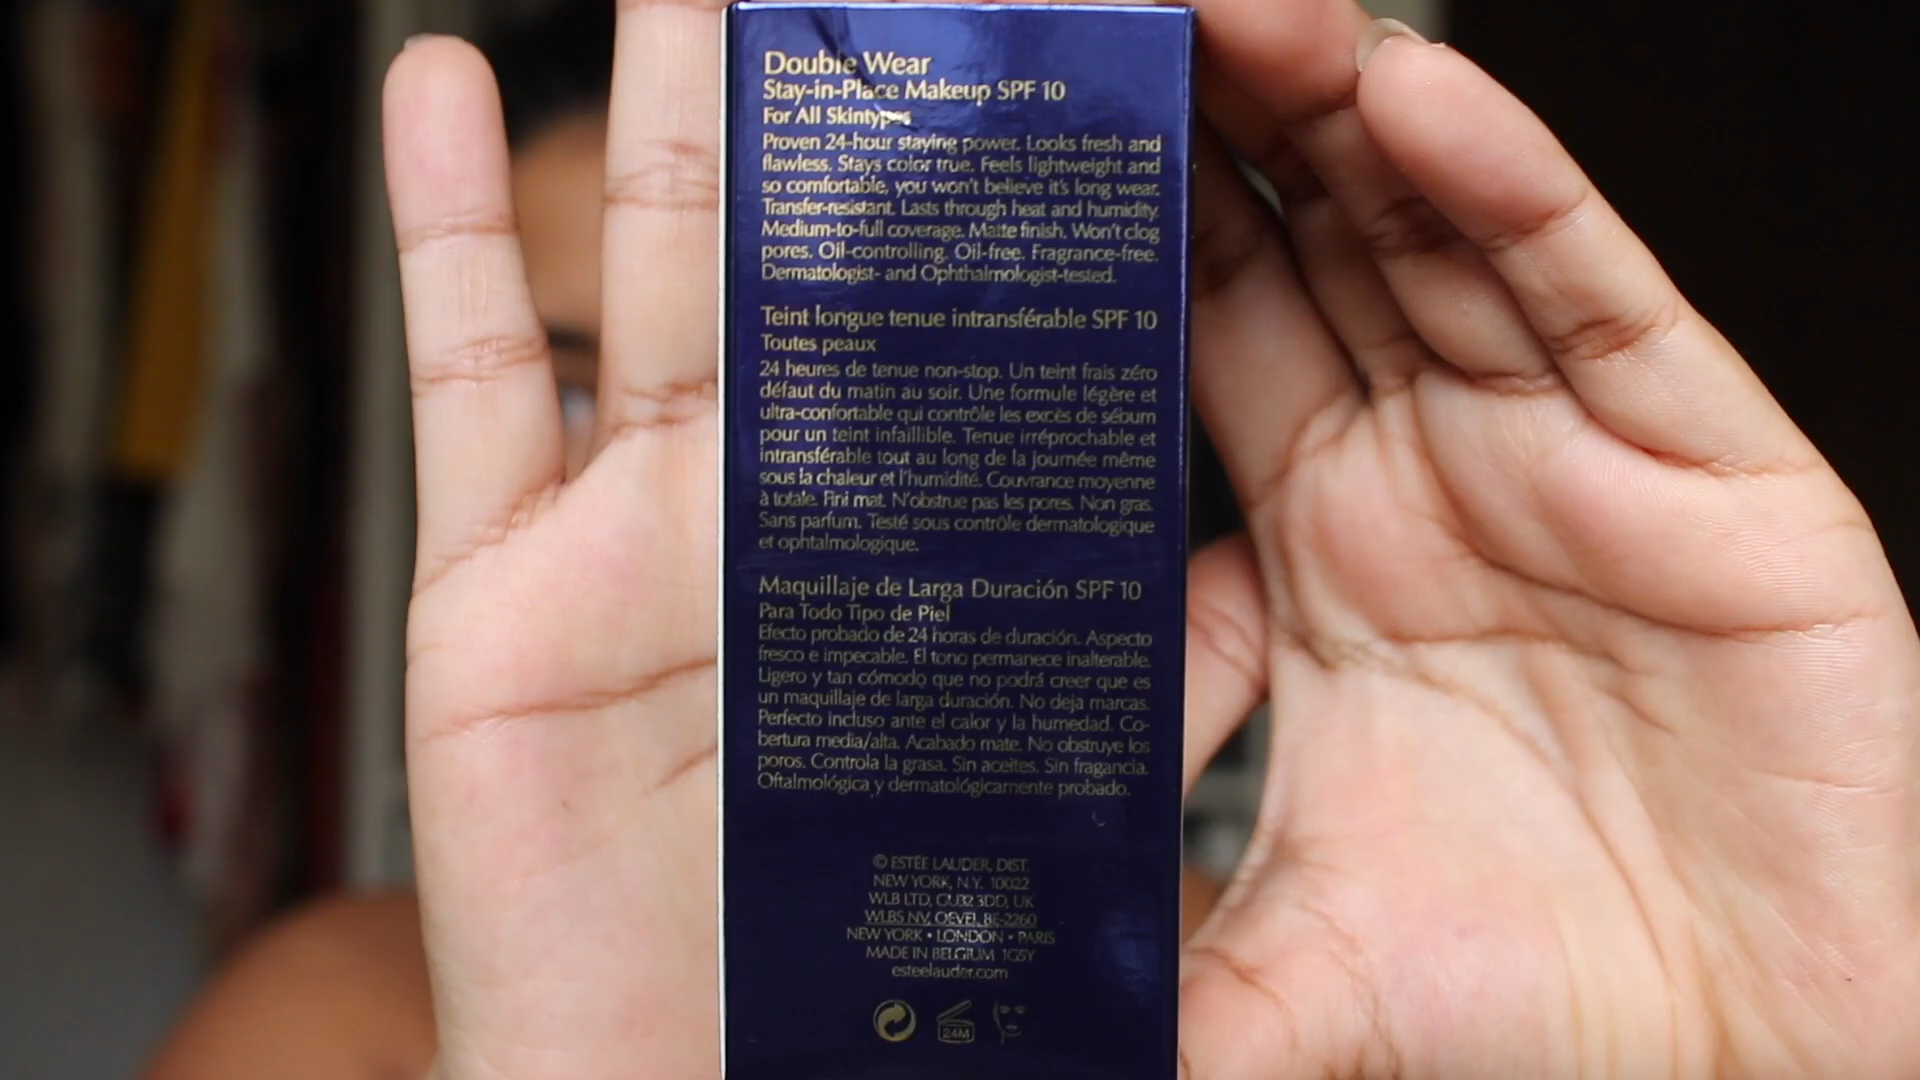 Double Wear
Stay-in-Place Makeup SPF 10
For All Skintypes
Proven 24-hour staying power. Looks fresh and
flawless. Stays color true. Feels lightweight and
so comfortable, you won't believe it's long wear.
Transfer-resistant. Lasts through heat and humidity.
Medium-to-full coverage. Matte finish. Won't clog
pores. Oil-controlling. Oil-free. Fragrance-free.
Dermatologist- and Ophthalmologist-tested.
Teint longue tenue intransférable SPF 10
Toutes peaux
24 heures de tenue non-stop. Un teint frais zéro
défaut du matin au soir. Une formule légère et
ultra-confortable qui contrôle les excès de sébum
pour un teint infaillible. Tenue irréprochable et
intransférable tout au long de la journée même
sous la chaleur et l'humidité. Couvrance moyenne
à totale. Fini mat. N'obstrue pas les pores. Non gras.
Sans parfum. Testé sous contrôle dermatologique
et ophtalmologique.
Maquillaje de Larga Duración SPF 10
Para Todo Tipo de Piel
Efecto probado de 24 horas de duración. Aspecto
fresco e impecable. El tono permanece inalterable.
Ligero y tan cómodo que no podrá creer que es
un maquillaje de larga duración. No deja marcas.
Perfecto incluso ante el calor y la humedad. Co-
bertura media/alta. Acabado mate. No obstruye los
poros. Controla la grasa. Sin aceites. Sin fragancia.
Oftalmológica y dermatológicamente probado.
© ESTÉE LAUDER, DIST.
NEW YORK, N.Y. 10022
WLB LTD, GU32 3DD, UK
WLBS NV, OEVEL BE-2260
NEW YORK • LONDON • PARIS
MADE IN BELGIUM 1G5Y
esteelauder.com
24M